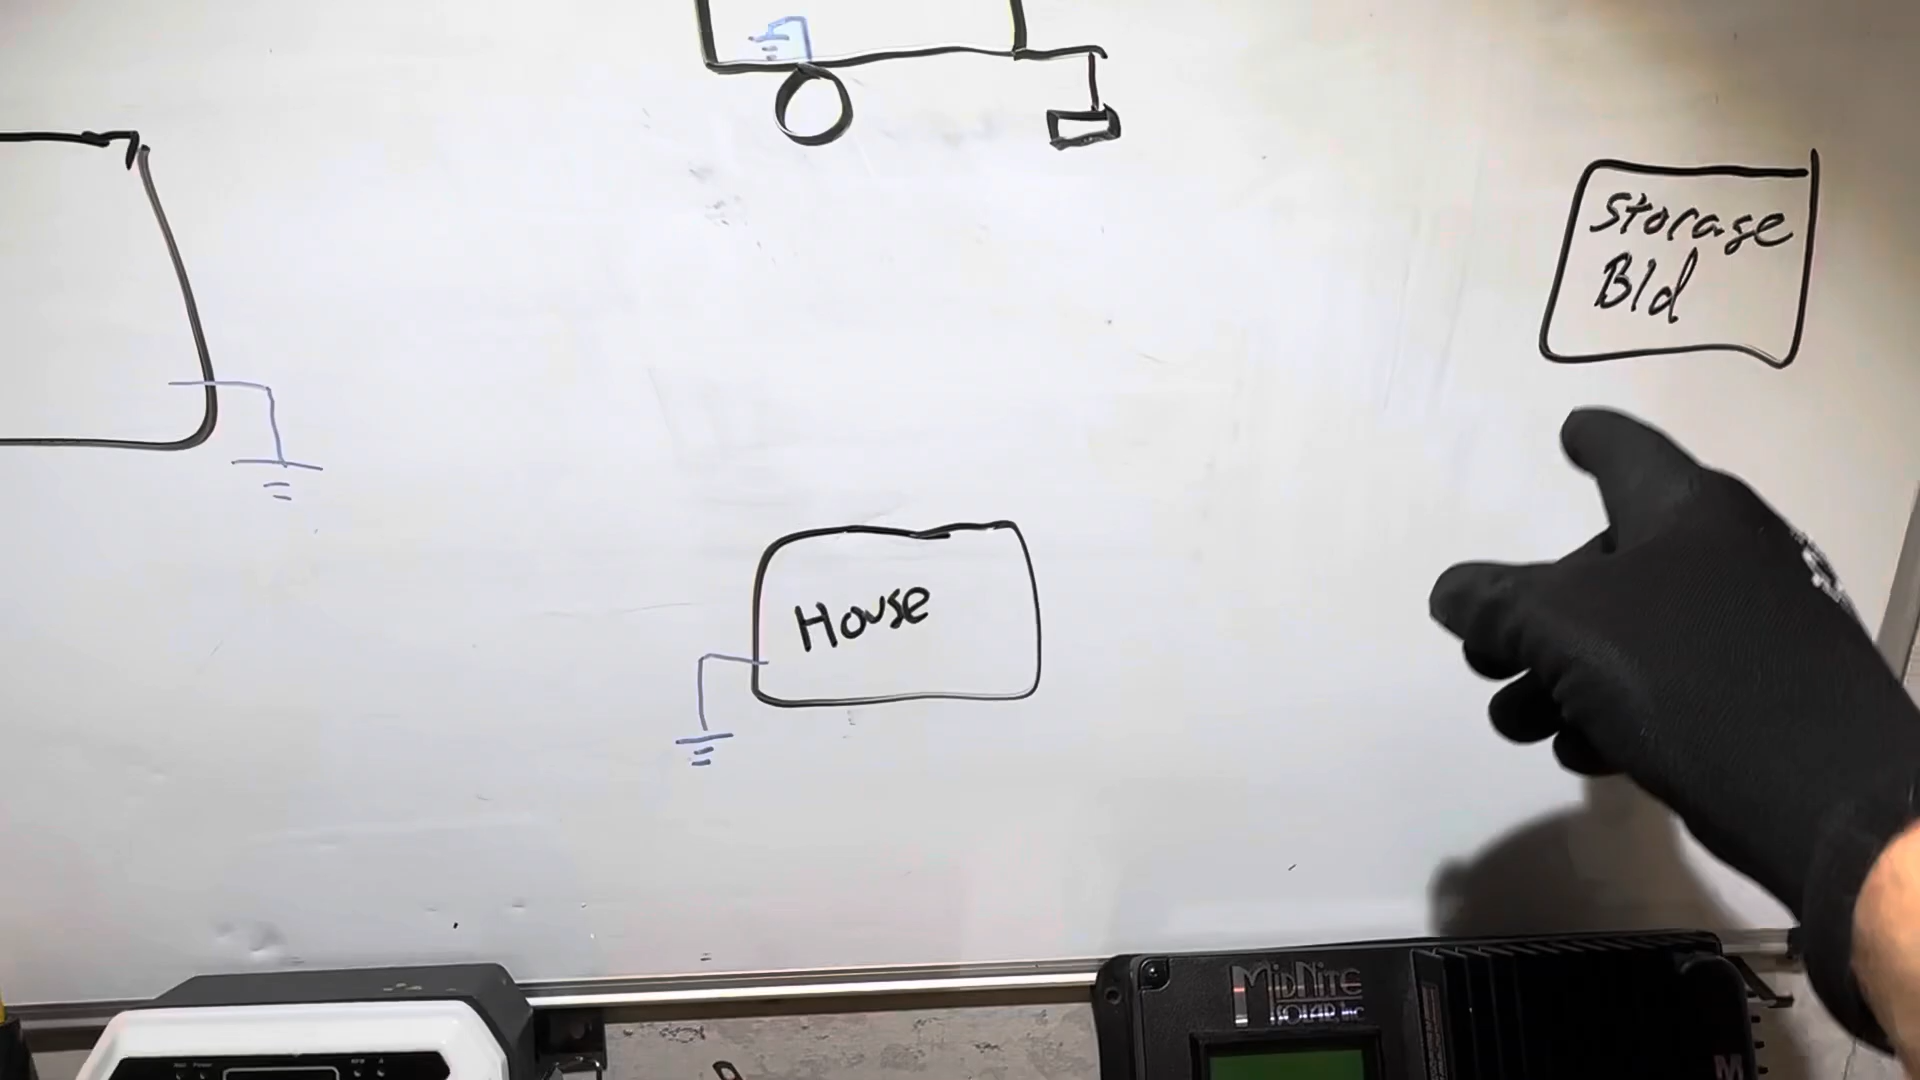 Storage
Bld
House
MidNite
SOLAR, Inc